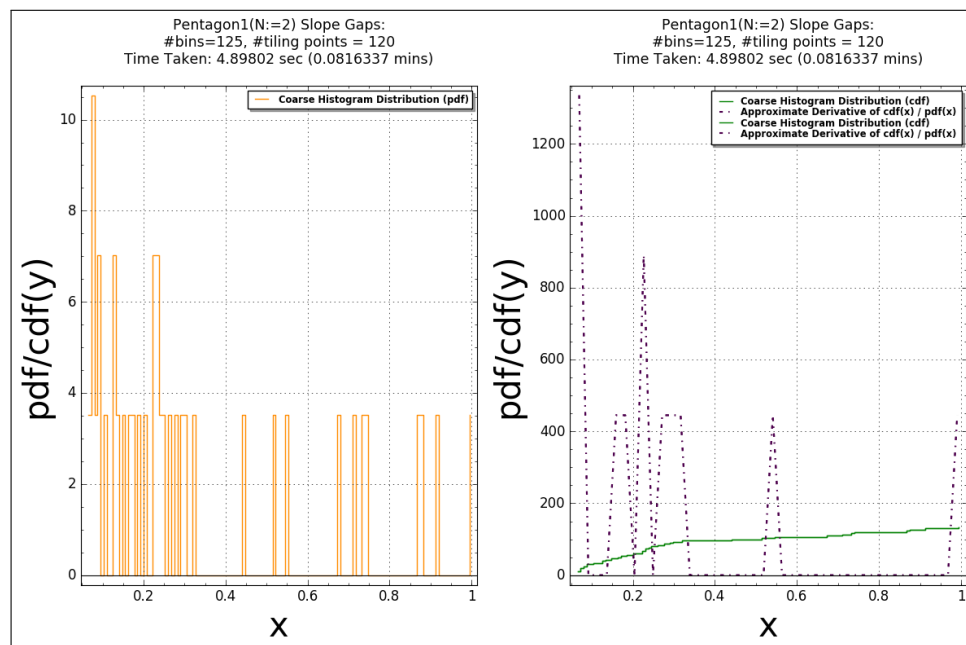 Pentagon1(N:=2) Slope Gaps:
#bins=125, #tiling points = 120
Time Taken: 4.89802 sec (0.0816337 mins)
Coarse Histogram Distribution (pdf)
10
8
6
4
2
0
0.2
0.4
0.6
0.8
1
pdf/cdf(y)
x
Pentagon1(N:=2) Slope Gaps:
#bins=125, #tiling points = 120
Time Taken: 4.89802 sec (0.0816337 mins)
Coarse Histogram Distribution (cdf)
Approximate Derivative of cdf(x) / pdf(x)
Coarse Histogram Distribution (cdf)
Approximate Derivative of cdf(x) / pdf(x)
1200
1000
800
600
400
200
0
0.2
0.4
0.6
0.8
1
pdf/cdf(y)
x